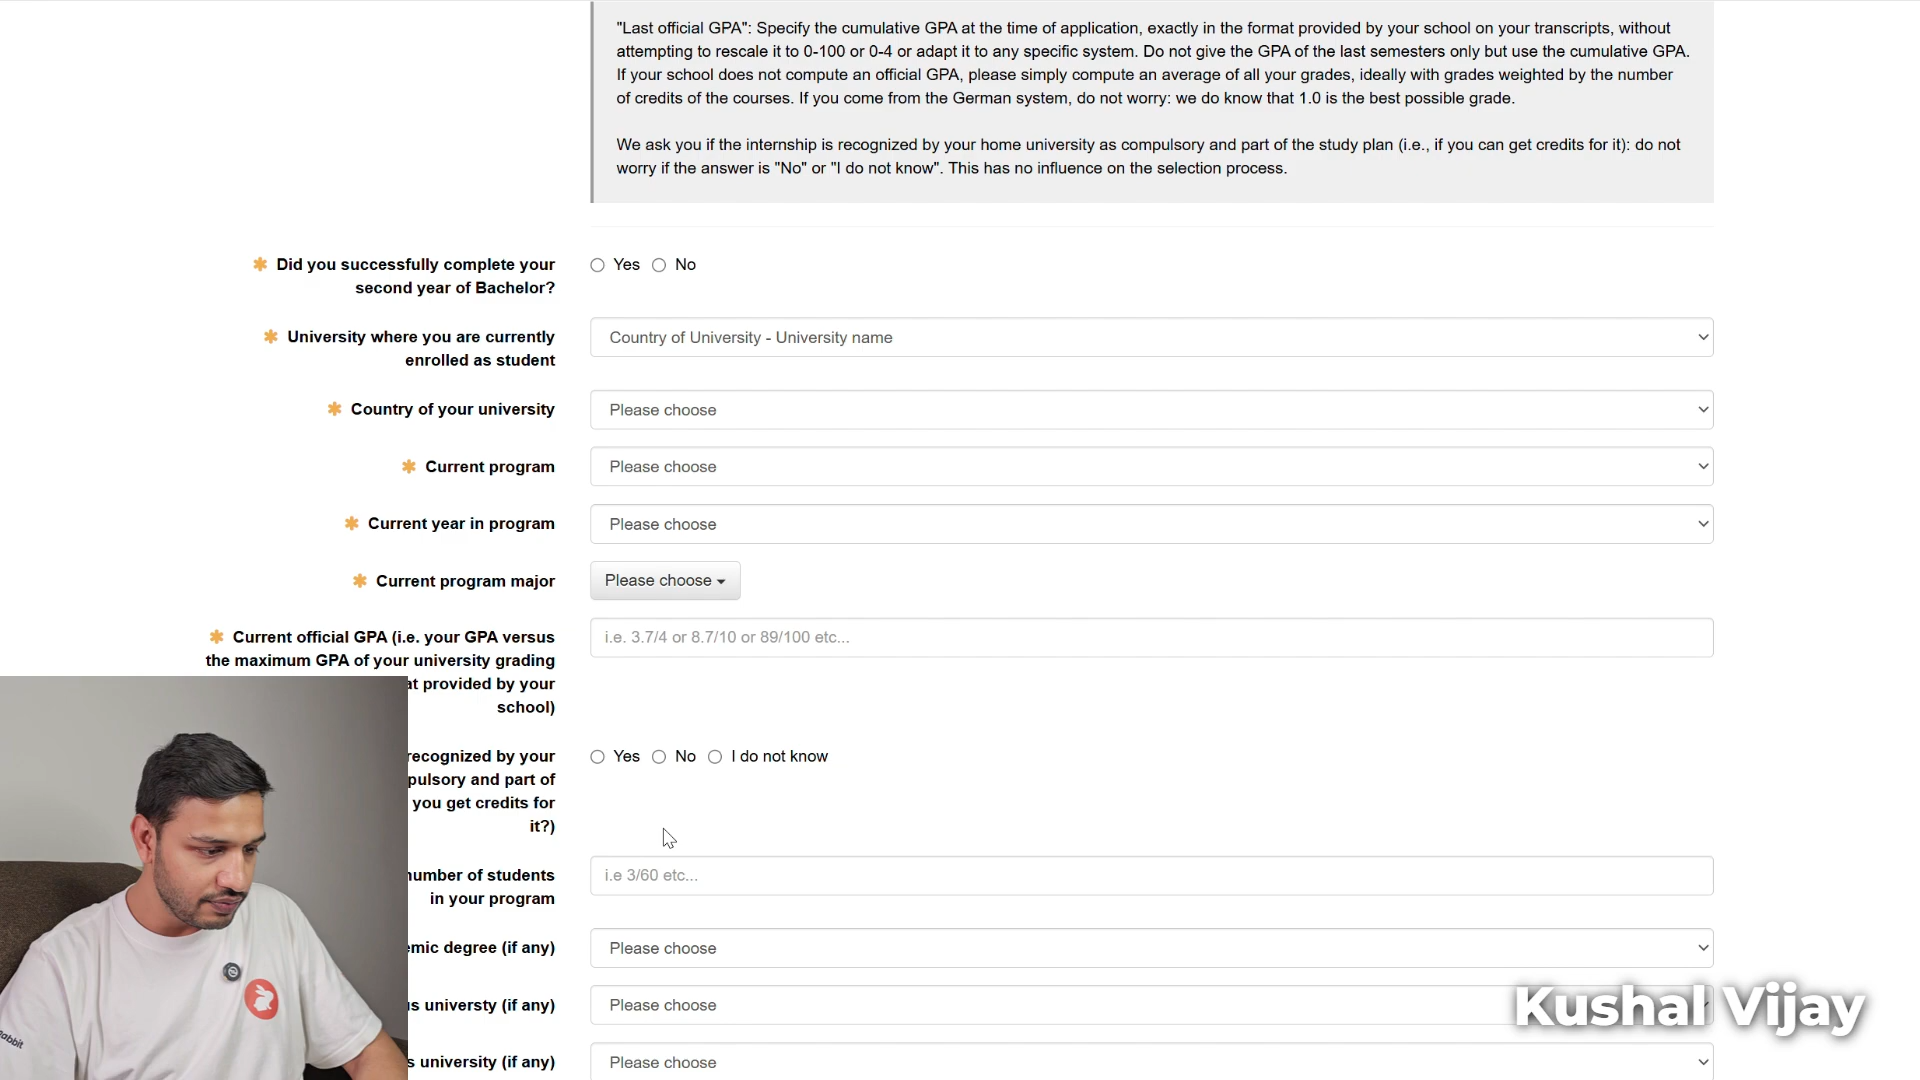 "Last official GPA": Specify the cumulative GPA at the time of application, exactly in the format provided by your school on your transcripts, without
attempting to rescale it to 0-100 or 0-4 or adapt it to any specific system. Do not give the GPA of the last semesters only but use the cumulative GPA.
If your school does not compute an official GPA, please simply compute an average of all your grades, ideally with grades weighted by the number
of credits of the courses. If you come from the German system, do not worry: we do know that 1.0 is the best possible grade.
We ask you if the internship is recognized by your home university as compulsory and part of the study plan (i.e., if you can get credits for it): do not
worry if the answer is "No" or "I do not know". This has no influence on the selection process.
Did you successfully complete your
second year of Bachelor?
Yes No
University where you are currently
enrolled as student
Country of University - University name
Country of your university
Please choose
Current program
Please choose
Current year in program
Please choose
Current program major
Please choose
Current official GPA (i.e. your GPA versus
the maximum GPA of your university grading
at provided by your
school)
i.e. 3.7/4 or 8.7/10 or 89/100 etc...
recognized by your
pulsory and part of
you get credits for
it?)
Yes No I do not know
number of students
in your program
i.e 3/60 etc...
emic degree (if any)
Please choose
us universty (if any)
Please choose
s university (if any)
Please choose
Kushal Vijay